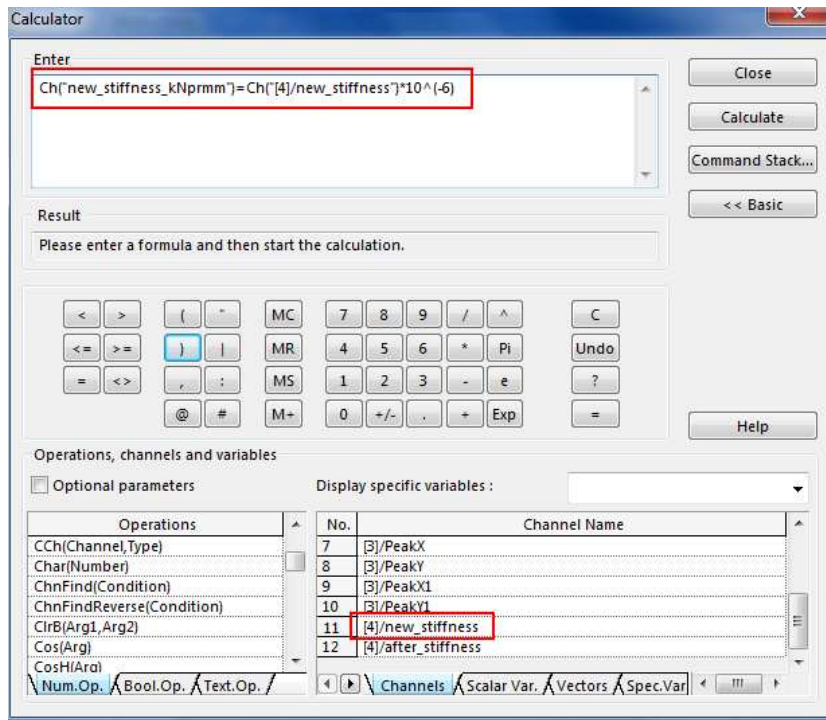 Calculator
Enter
Ch("new_stiffness_kNprmm")=Ch("[4]/new_stiffness")*10^(-6)
Close
Calculate
Command Stack...
<< Basic
Result
Please enter a formula and then start the calculation.
< > ( " MC 7 8 9 / ^ C
<= >= ) | MR 4 5 6 * Pi Undo
= <> , : MS 1 2 3 - e ?
@ # M+ 0 +/- . + Exp =
Help
Operations, channels and variables
Optional parameters
Display specific variables :
Operations
No. Channel Name
CCh(Channel,Type)
7 [3]/PeakX
Char(Number)
8 [3]/PeakY
ChnFind(Condition)
9 [3]/PeakX1
ChnFindReverse(Condition)
10 [3]/PeakY1
ClrB(Arg1,Arg2)
11 [4]/new_stiffness
Cos(Arg)
12 [4]/after_stiffness
CosH(Arg)
Num.Op. Bool.Op. Text.Op.
Channels Scalar Var. Vectors Spec.Var